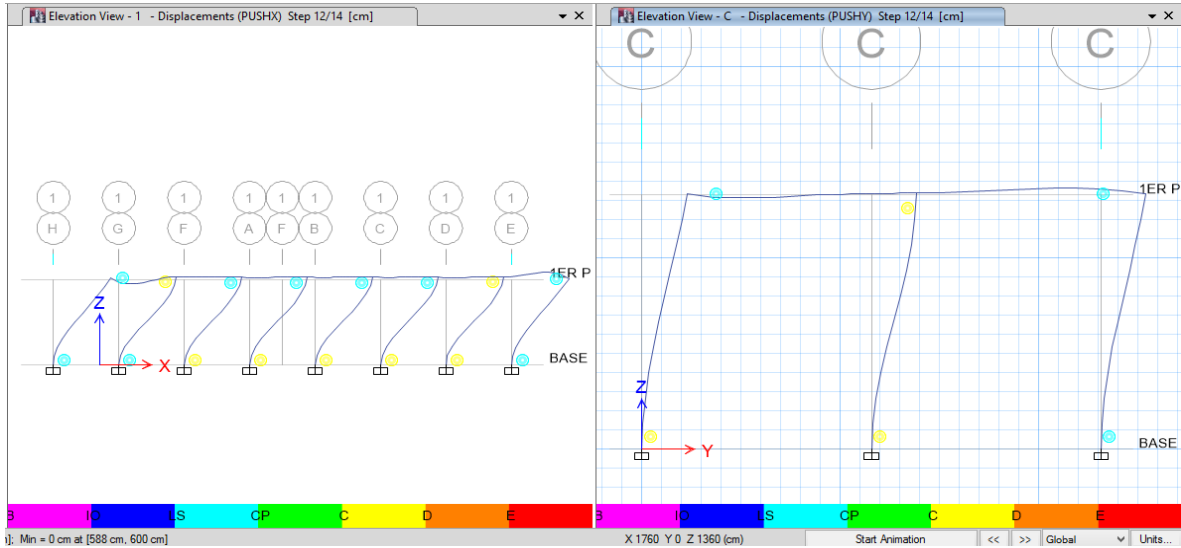 Elevation View - 1 - Displacements (PUSHX) Step 12/14 [cm]
1 1 1 1 1 1 1 1 1
H G F A F B C D E
1ER P
Z
X
BASE
B IO LS CP C D E
]; Min = 0 cm at [588 cm, 600 cm]
Elevation View - C - Displacements (PUSHY) Step 12/14 [cm]
C C C
1ER P
Z
Y
BASE
IO LS CP C D E
X 1760 Y 0 Z 1360 (cm)
Start Animation
<< >>
Global
Units...